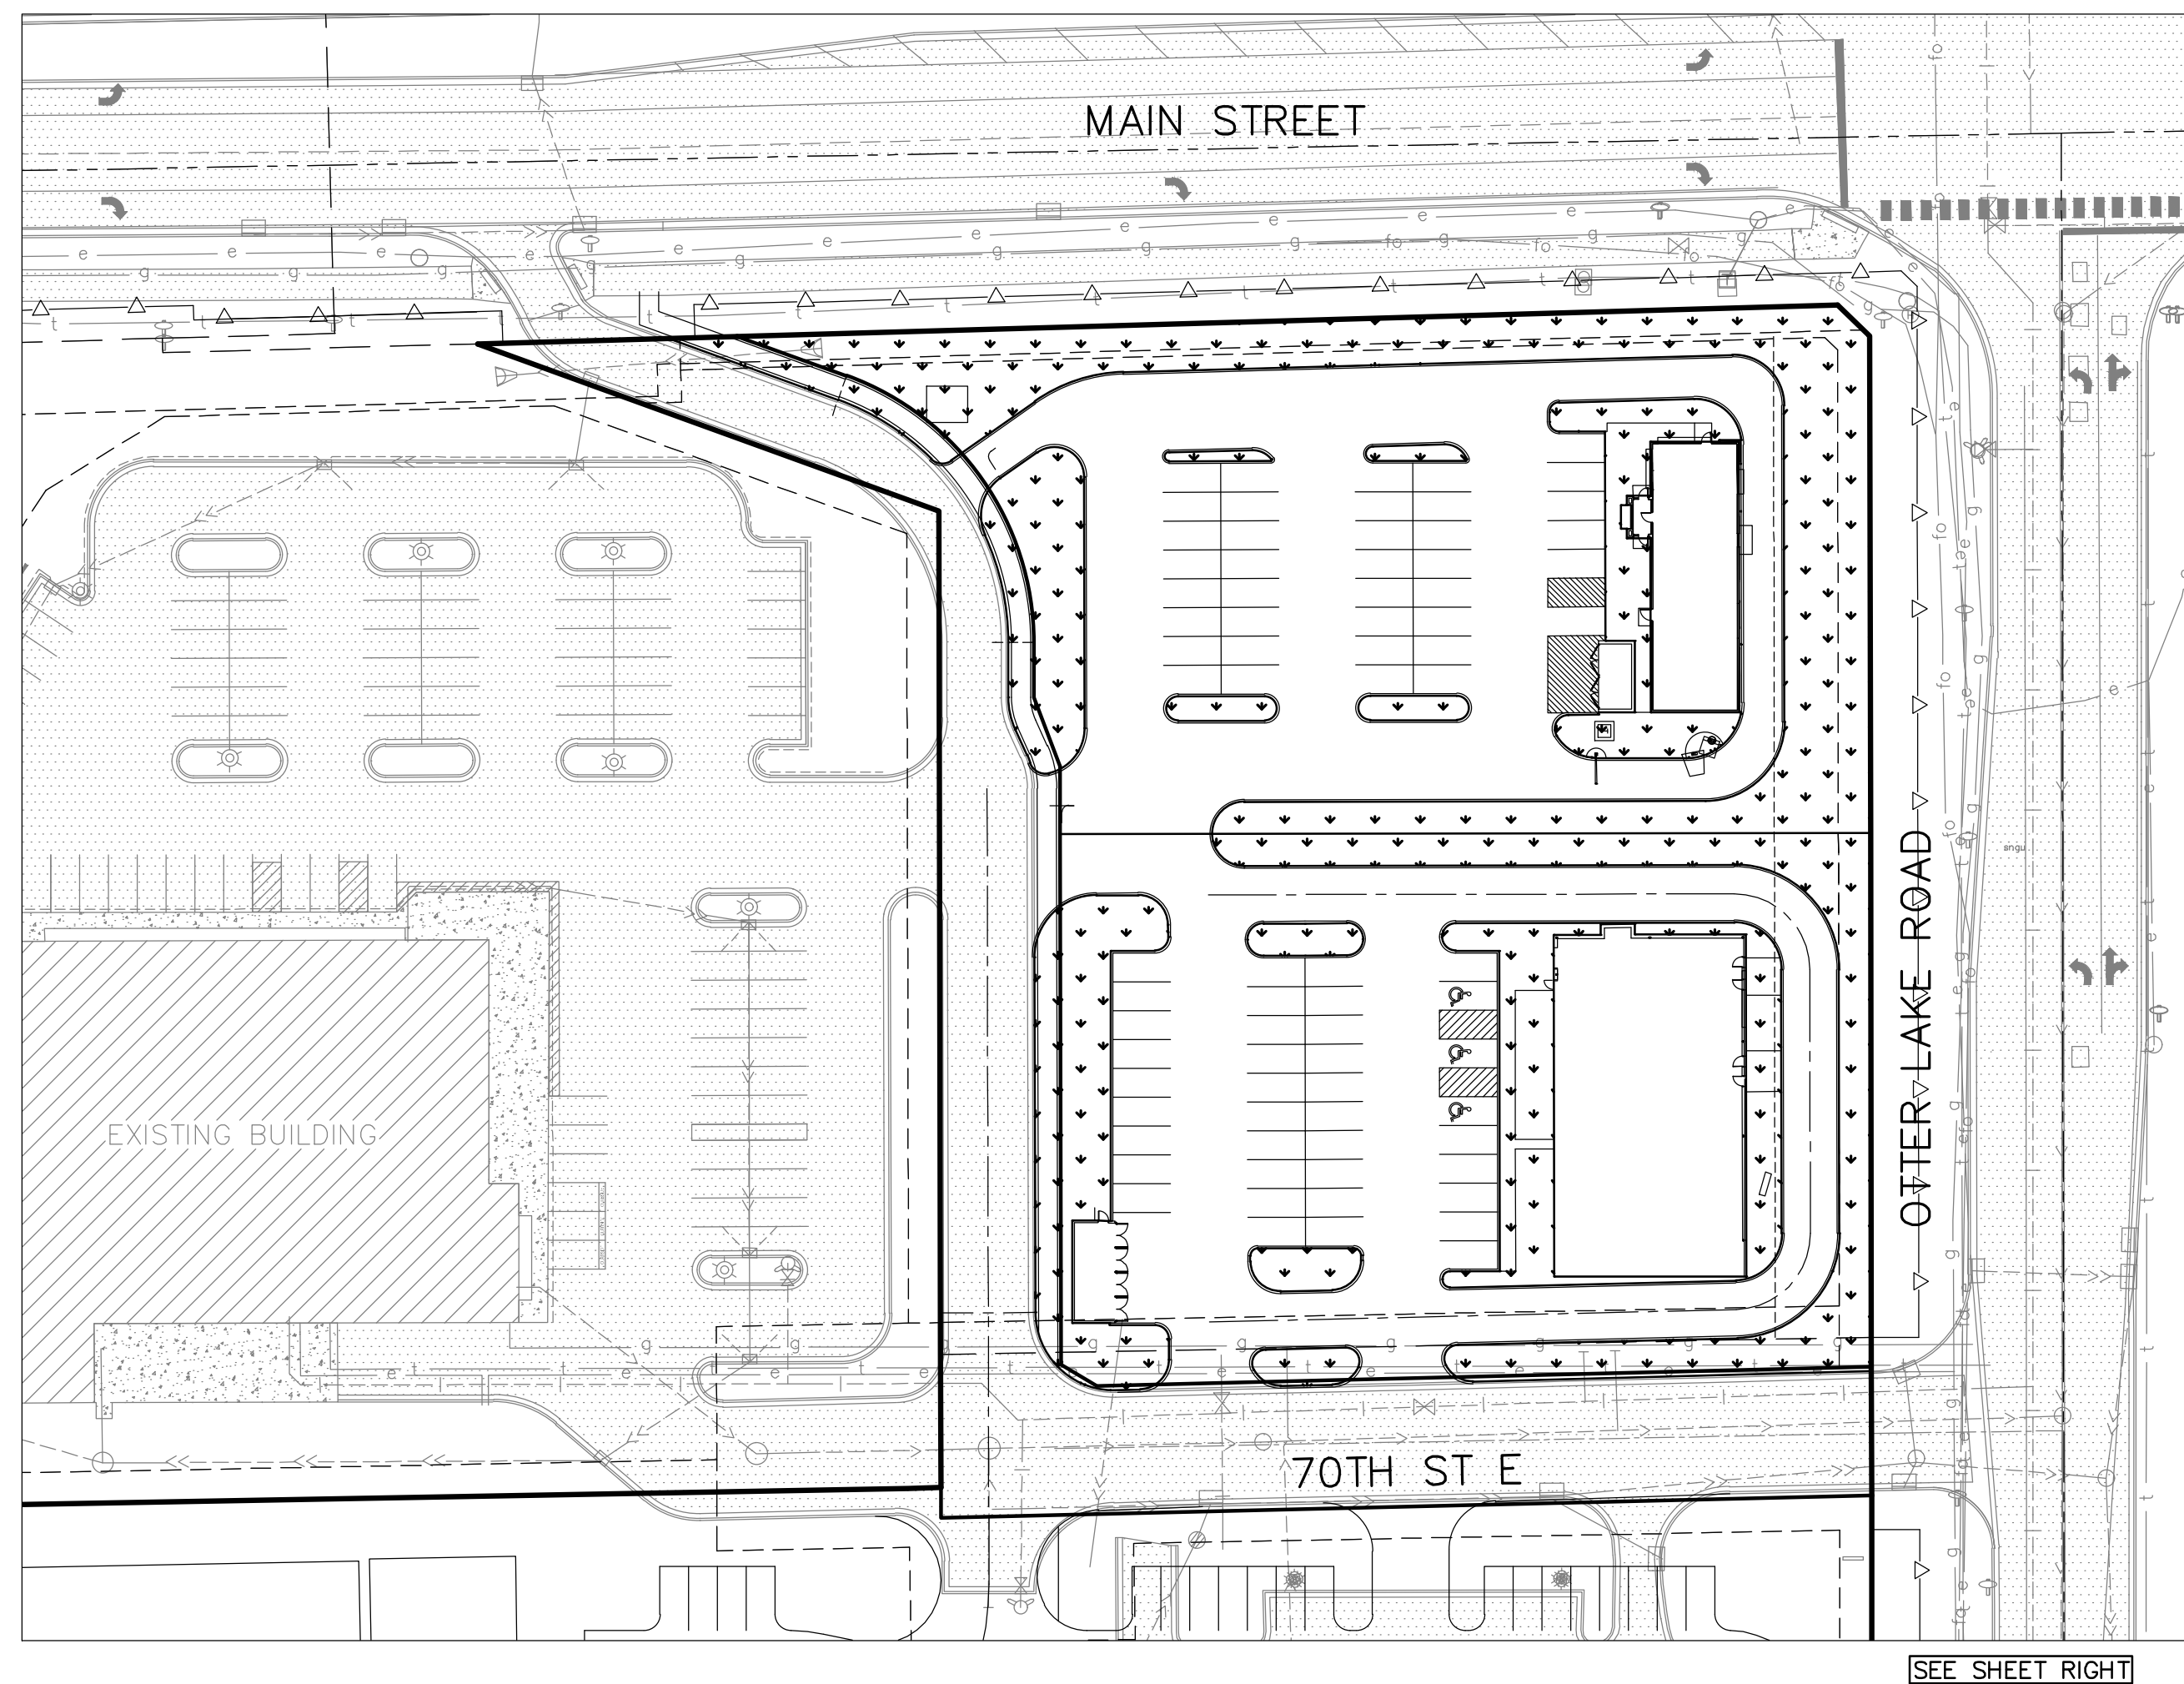 MAIN STREET
OTTER LAKE ROAD
EXISTING BUILDING
70TH ST E
SEE SHEET RIGHT